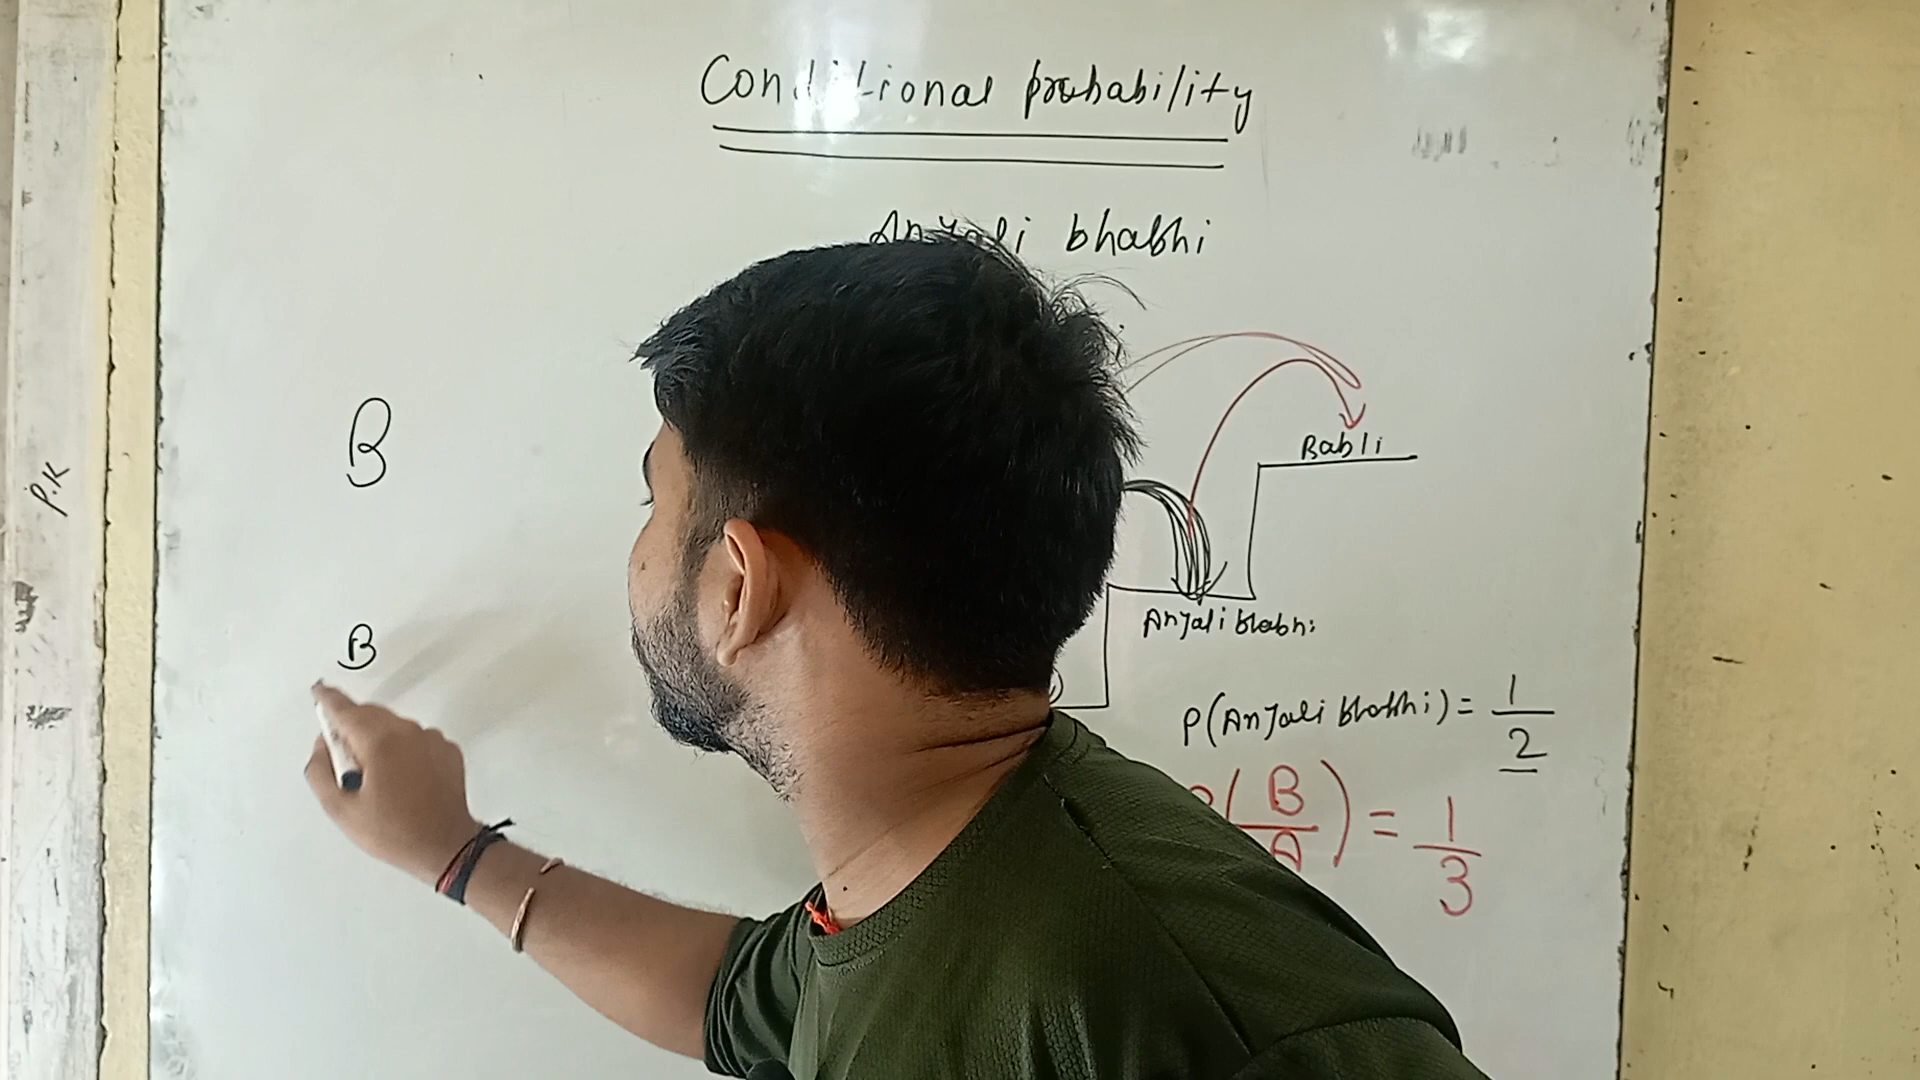 Conditional probability
Anjali bhabhi
B
Babli
P.K
B
Anjali bhabhi
P(Anjali bhabhi) = 1/2
P(B/A) = 1/3